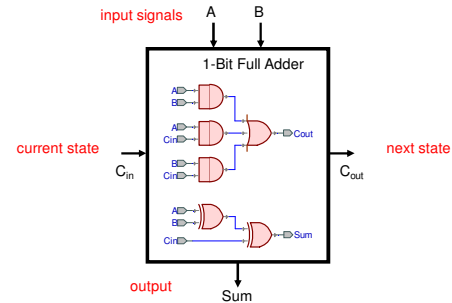 input signals
A B
1-Bit Full Adder
A
B
A
Cin
Cout
B
Cin
current state
Cin
next state
Cout
A
B
Cin
Sum
output
Sum